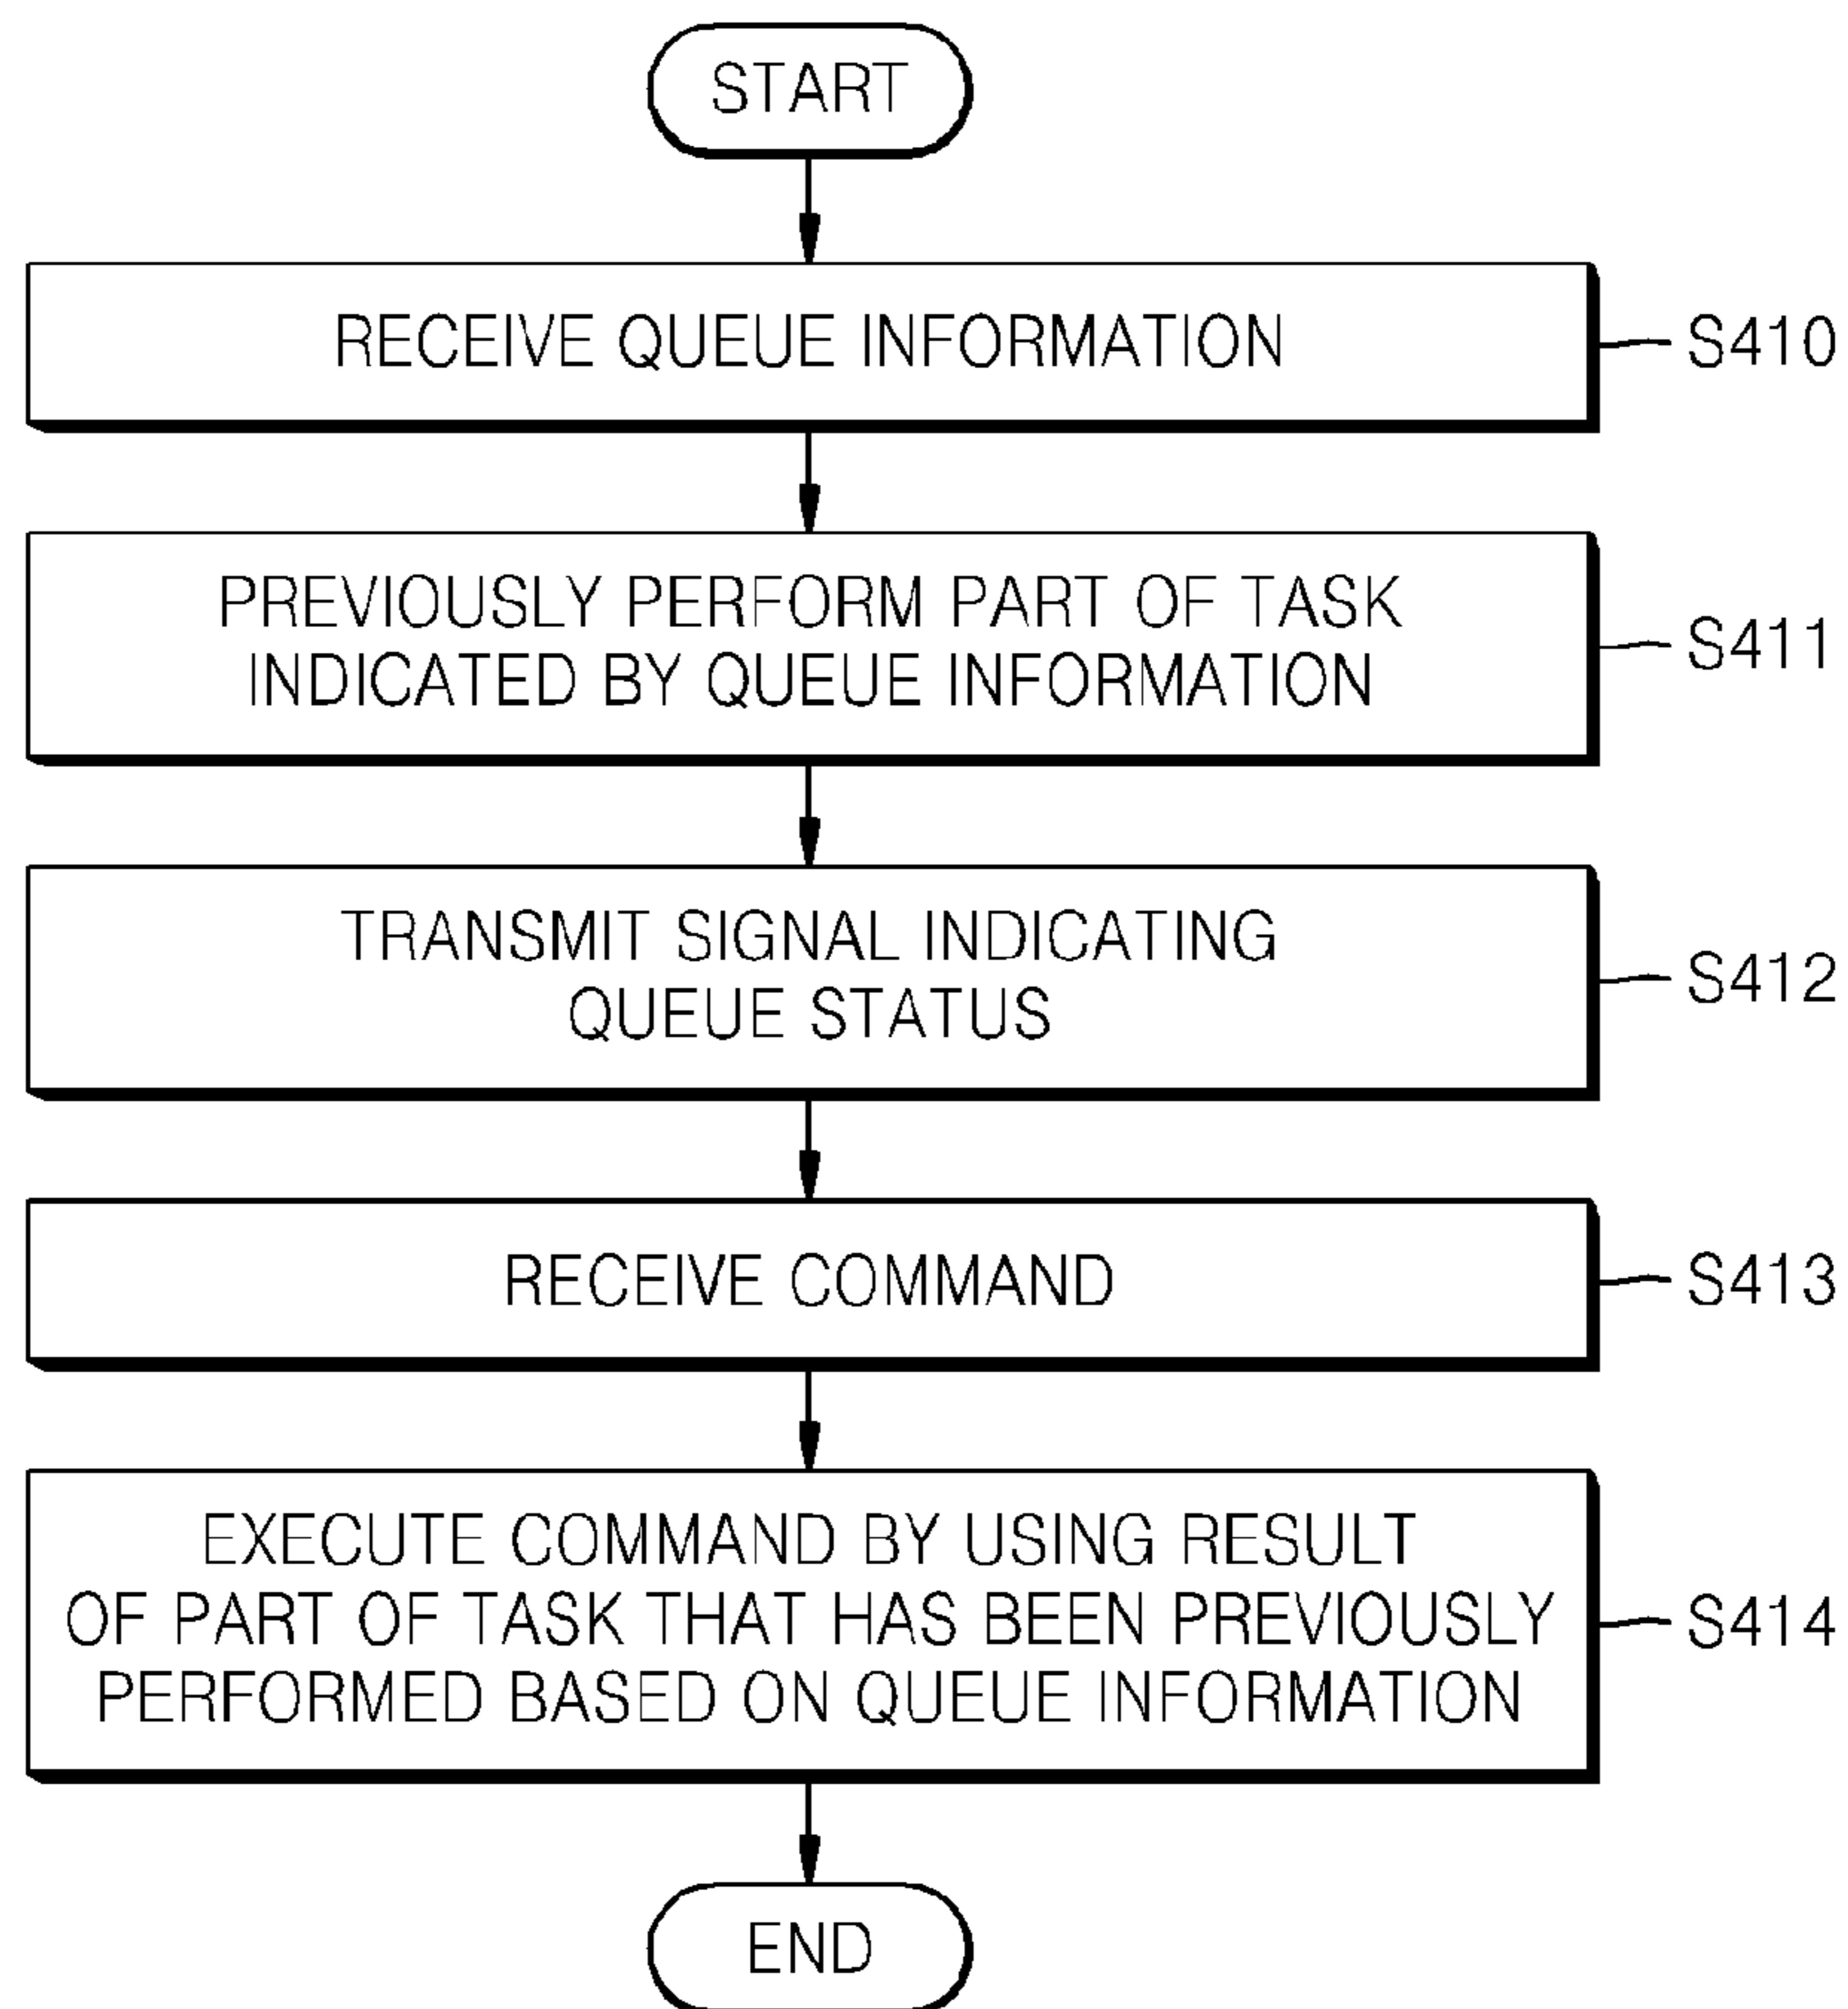 START
RECEIVE QUEUE INFORMATION
S410
PREVIOUSLY PERFORM PART OF TASK
INDICATED BY QUEUE INFORMATION
S411
TRANSMIT SIGNAL INDICATING
QUEUE STATUS
S412
RECEIVE COMMAND
S413
EXECUTE COMMAND BY USING RESULT
OF PART OF TASK THAT HAS BEEN PREVIOUSLY
PERFORMED BASED ON QUEUE INFORMATION
S414
END